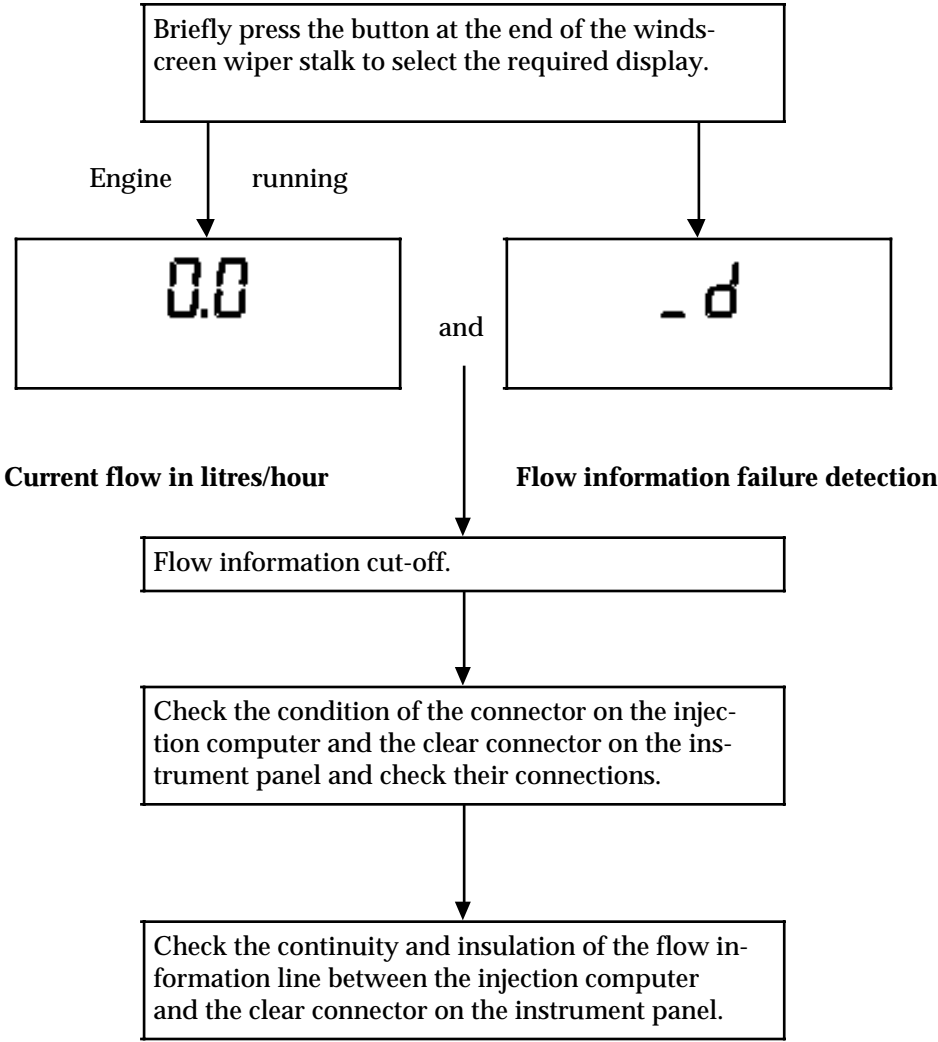 Briefly press the button at the end of the winds-
creen wiper stalk to select the required display.
Engine running
0.0
and
_ d
Current flow in litres/hour
Flow information failure detection
Flow information cut-off.
Check the condition of the connector on the injec-
tion computer and the clear connector on the ins-
trument panel and check their connections.
Check the continuity and insulation of the flow in-
formation line between the injection computer
and the clear connector on the instrument panel.